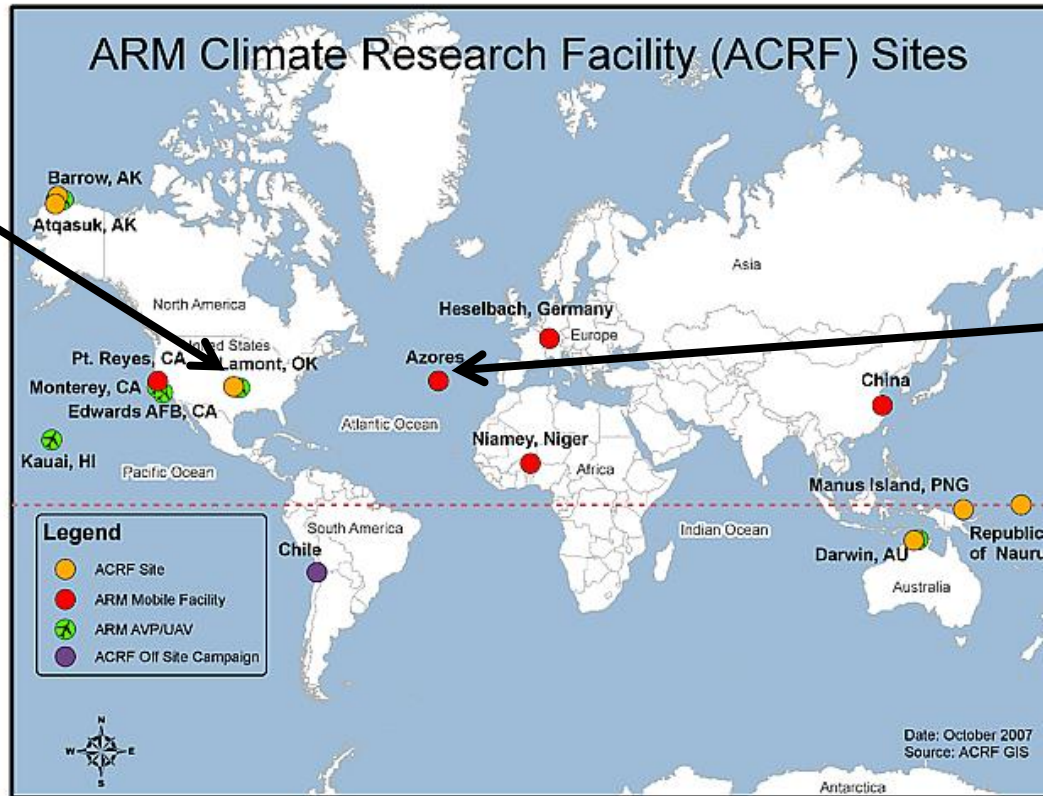 ARM Climate Research Facility (ACRF) Sites
Barrow, AK
Atqasuk, AK
North America
Asia
Heselbach, Germany
Europe
United States
Pt. Reyes, CA
Lamont, OK
Azores
Monterey, CA
China
Edwards AFB, CA
Atlantic Ocean
Niamey, Niger
Kauai, HI
Pacific Ocean
Africa
Manus Island, PNG
Legend
South America
Indian Ocean
Republic
of Nauru
Chile
Darwin, AU
ACRF Site
Australia
ARM Mobile Facility
ARM AVP/UAV
ACRF Off Site Campaign
N
W
E
S
Date: October 2007
Source: ACRF GIS
Antarctica